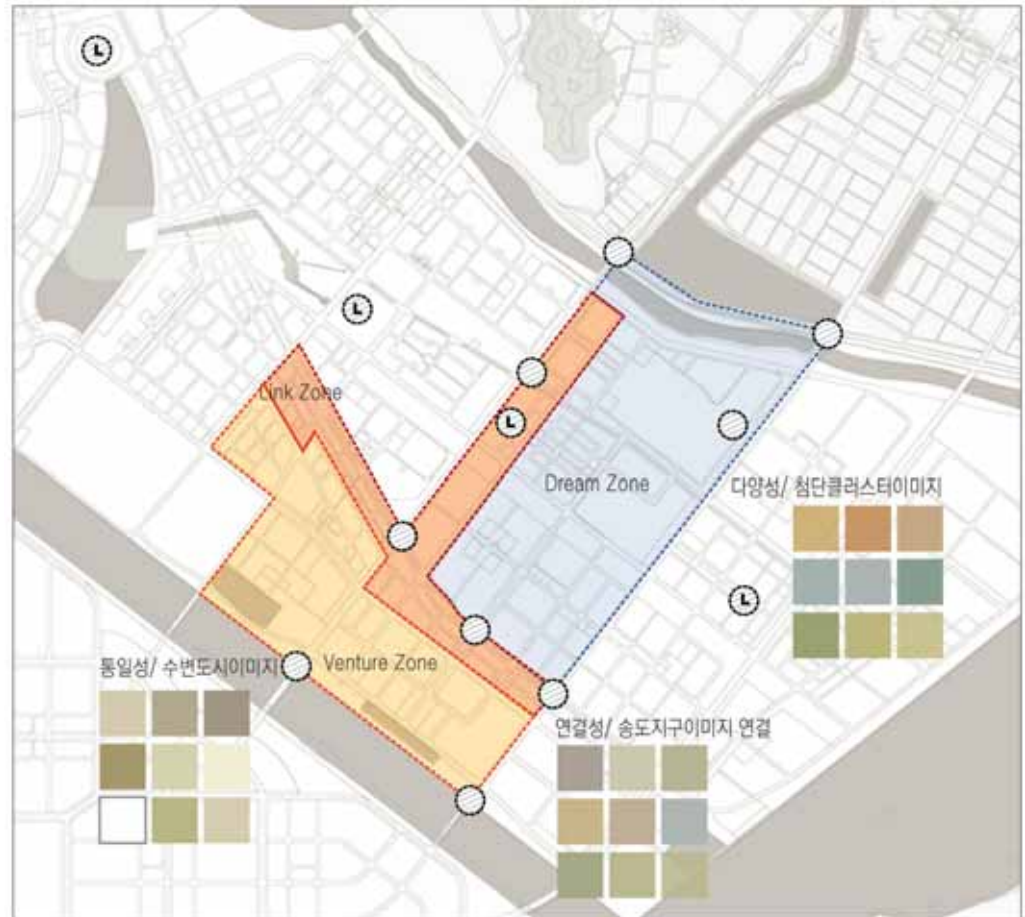 L
L
Link Zone
L
Dream Zone
다양성/ 첨단클러스터이미지
L
통일성/ 수변도시이미지
Venture Zone
연결성/ 송도지구이미지 연결